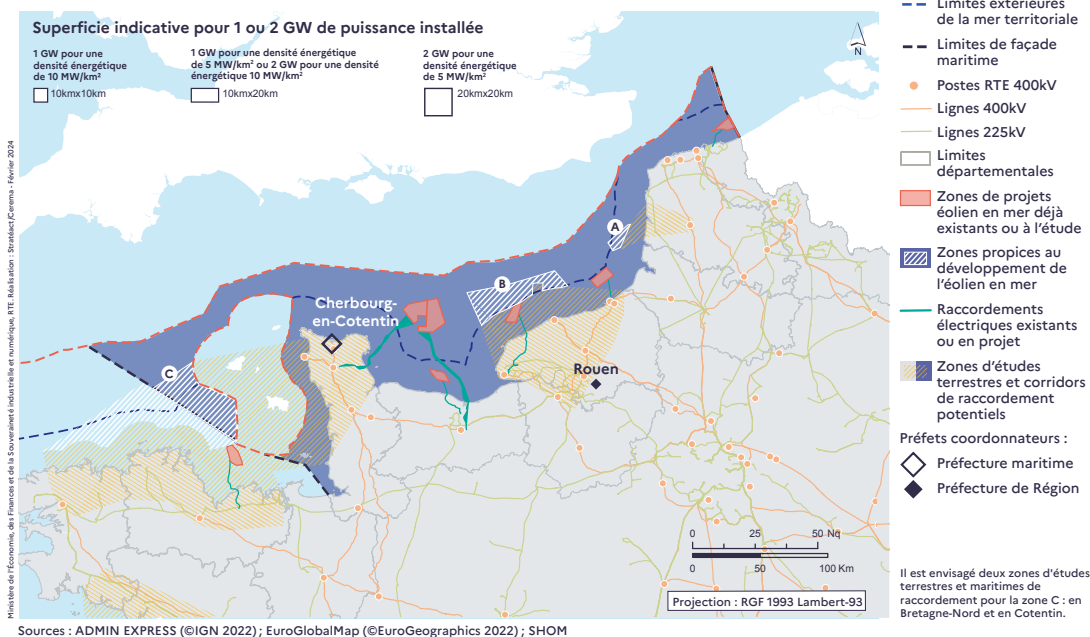 Superficie indicative pour 1 ou 2 GW de puissance installée
1 GW pour une
densité énergétique
de 10 MW/km²
10kmx10km
1 GW pour une densité énergétique
de 5 MW/km² ou 2 GW pour une densité
énergétique 10 MW/km²
10kmx20km
2 GW pour une
densité énergétique
de 5 MW/km²
20kmx20km
N
Ministère de l'Économie, des Finances et de la Souveraineté industrielle et numérique, RTE. Réalisation : Stratéact/Cerema - Février 2024
A
B
C
Cherbourg-
en-Cotentin
Rouen
0 25 50 Nq
0 50 100 Km
Projection : RGF 1993 Lambert-93
Limites extérieures
de la mer territoriale
Limites de façade
maritime
Postes RTE 400kV
Lignes 400kV
Lignes 225kV
Limites
départementales
Zones de projets
éolien en mer déjà
existants ou à l'étude
Zones propices au
développement de
l'éolien en mer
Raccordements
électriques existants
ou en projet
Zones d'études
terrestres et corridors
de raccordement
potentiels
Préfets coordonnateurs :
Préfecture maritime
Préfecture de Région
Il est envisagé deux zones d'études
terrestres et maritimes de
raccordement pour la zone C : en
Bretagne-Nord et en Cotentin.
Sources : ADMIN EXPRESS (©IGN 2022) ; EuroGlobalMap (©EuroGeographics 2022) ; SHOM